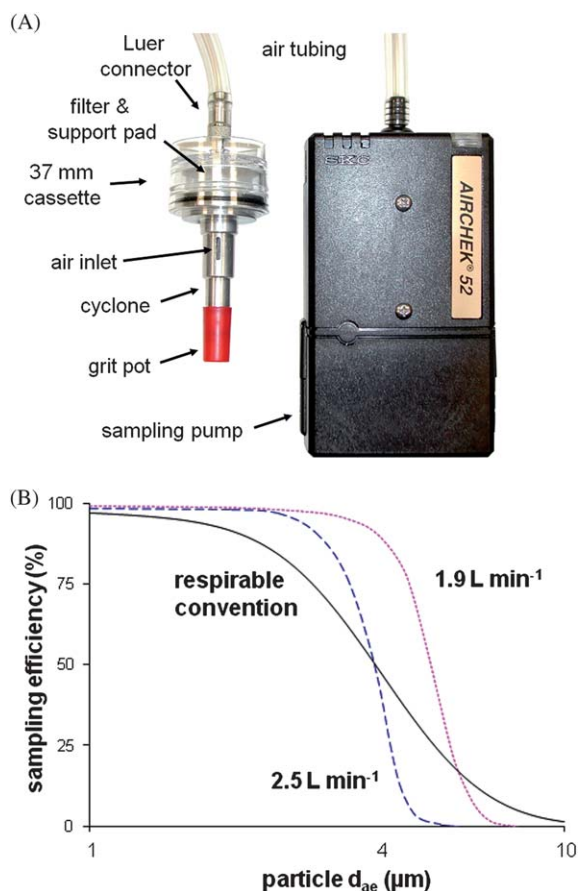 (A)
Luer
connector
air tubing
filter &
support pad
37 mm
cassette
air inlet
cyclone
grit pot
sampling pump
SKC
AIRCHEK® 52
(B)
100
75
50
25
0
sampling efficiency (%)
respirable
convention
1.9 L min⁻¹
2.5 L min⁻¹
1
4
10
particle dae (µm)